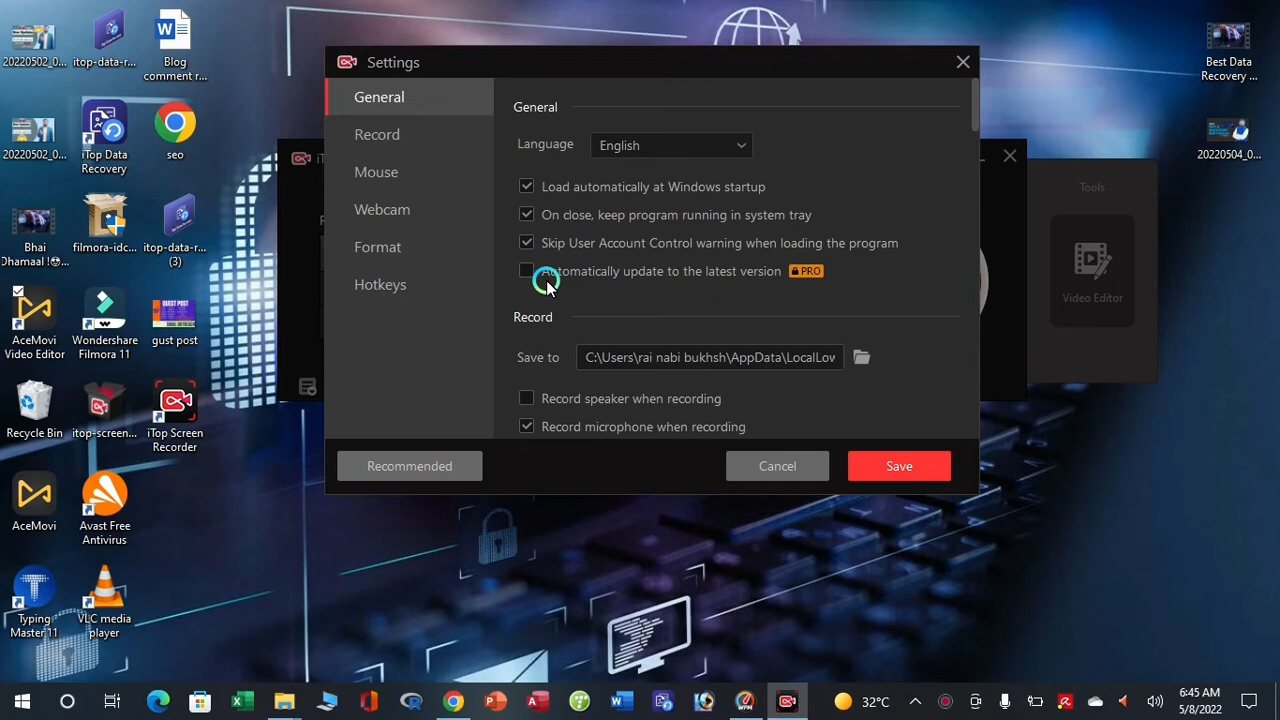 20220502_0...
itop-data-r...
Blog
comment r...
20220502_0...
iTop Data
Recovery
seo
Bhai
Dhamaal !😎...
filmora-idc...
itop-data-r...
(3)
AceMovi
Video Editor
Wondershare
Filmora 11
GUEST POST
gust post
Recycle Bin
itop-screen...
iTop Screen
Recorder
AceMovi
Avast Free
Antivirus
Typing
Master 11
VLC media
player
Best Data
Recovery ...
20220504_0...
Settings
General
Record
Mouse
Webcam
Format
Hotkeys
General
Language
English
Load automatically at Windows startup
On close, keep program running in system tray
Skip User Account Control warning when loading the program
Automatically update to the latest version
PRO
Record
Save to
C:\Users\rai nabi bukhsh\AppData\LocalLow
Record speaker when recording
Record microphone when recording
Recommended
Cancel
Save
Tools
Video Editor
32°C
6:45 AM
5/8/2022